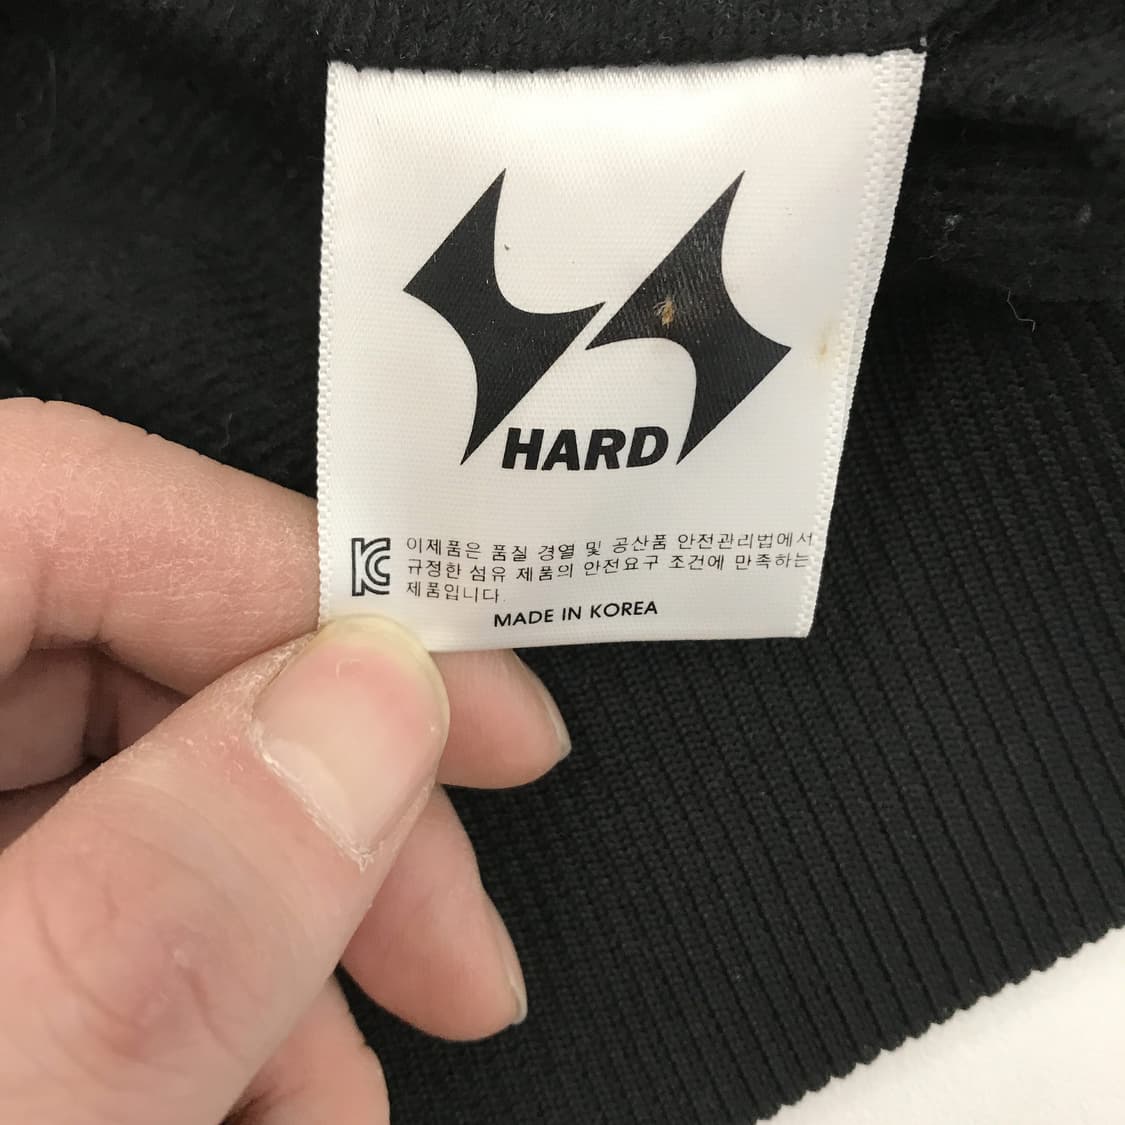 HARD
KC
이제품은 품질 경열 및 공산품 안전관리법에서
규정한 섬유 제품의 안전요구 조건에 만족하는
제품입니다.
MADE IN KOREA